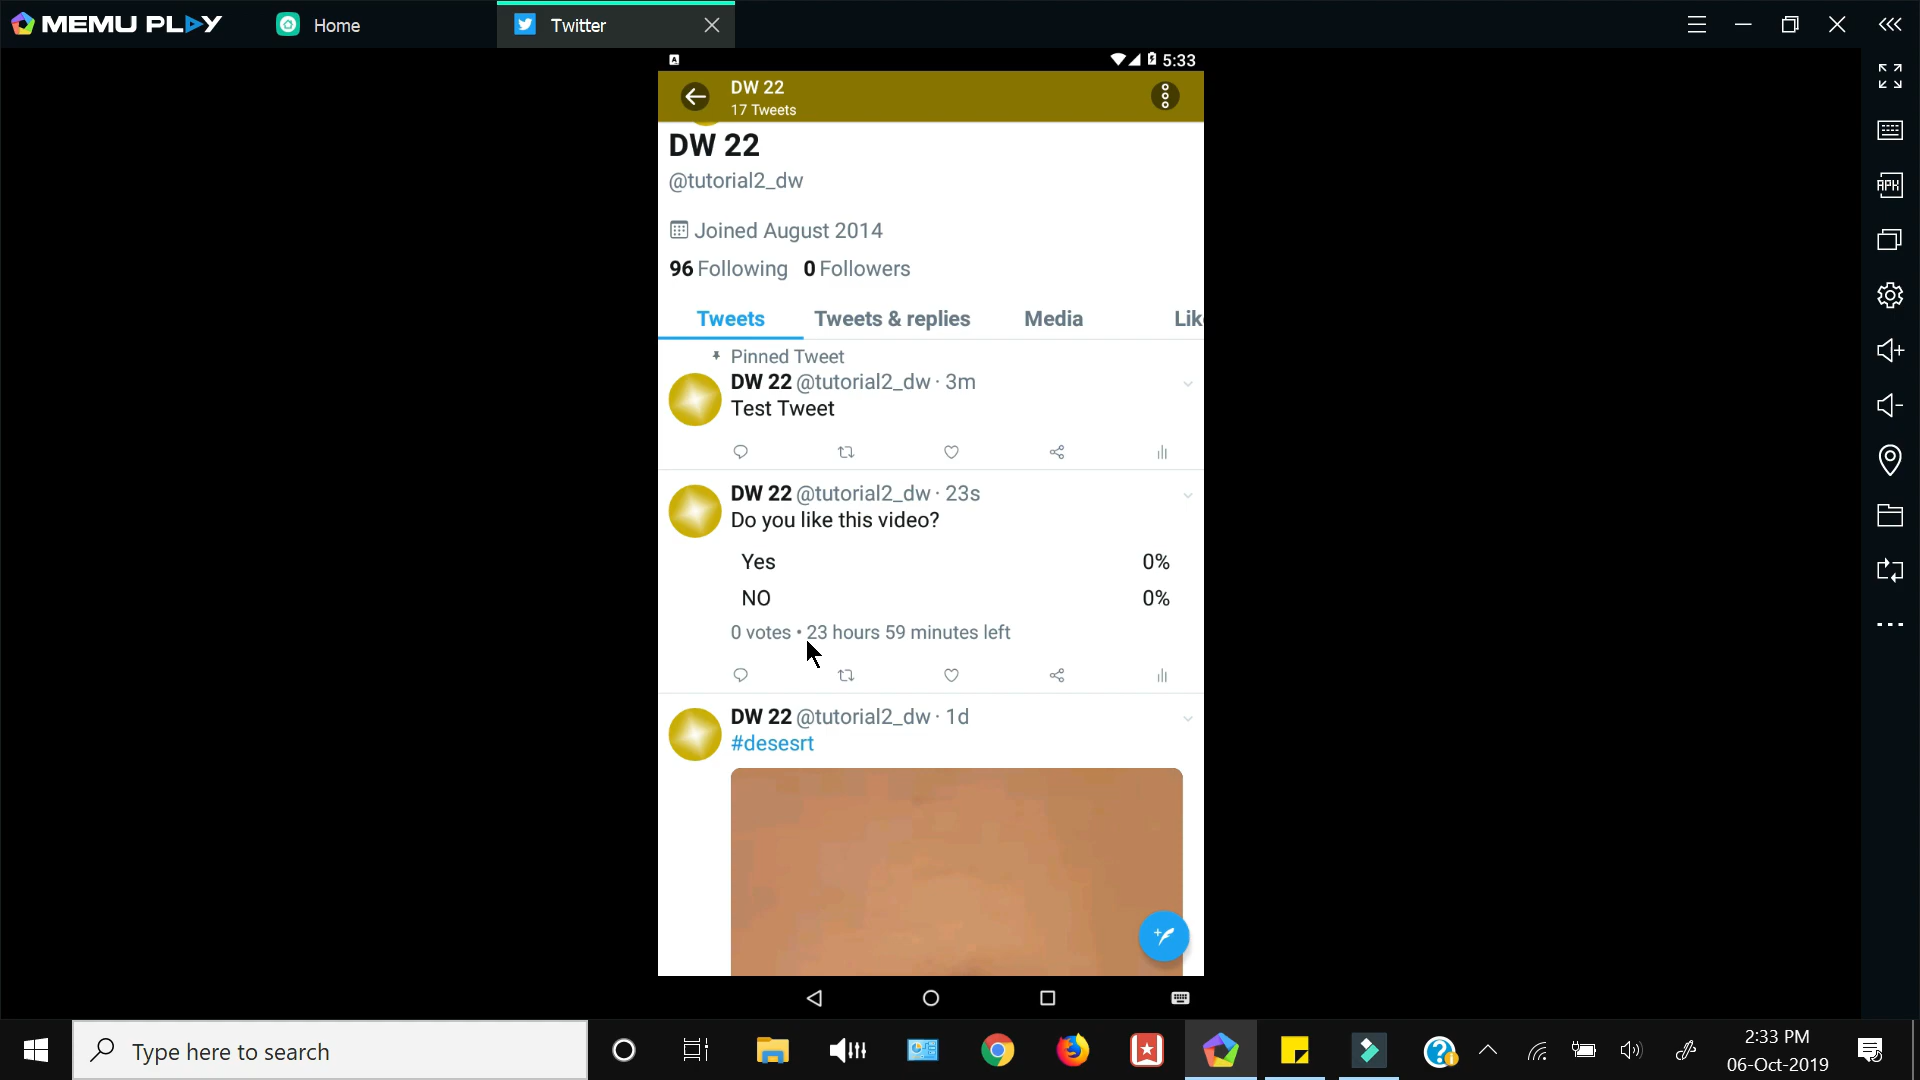 MEMU PLAY
Home
Twitter
5:33
DW 22
17 Tweets
DW 22
@tutorial2_dw
Joined August 2014
96 Following 0 Followers
Tweets Tweets & replies Media Lik
Pinned Tweet
DW 22 @tutorial2_dw · 3m
Test Tweet
DW 22 @tutorial2_dw · 23s
Do you like this video?
Yes 0%
NO 0%
0 votes • 23 hours 59 minutes left
DW 22 @tutorial2_dw · 1d
#desesrt
APK
Type here to search
2:33 PM
06-Oct-2019